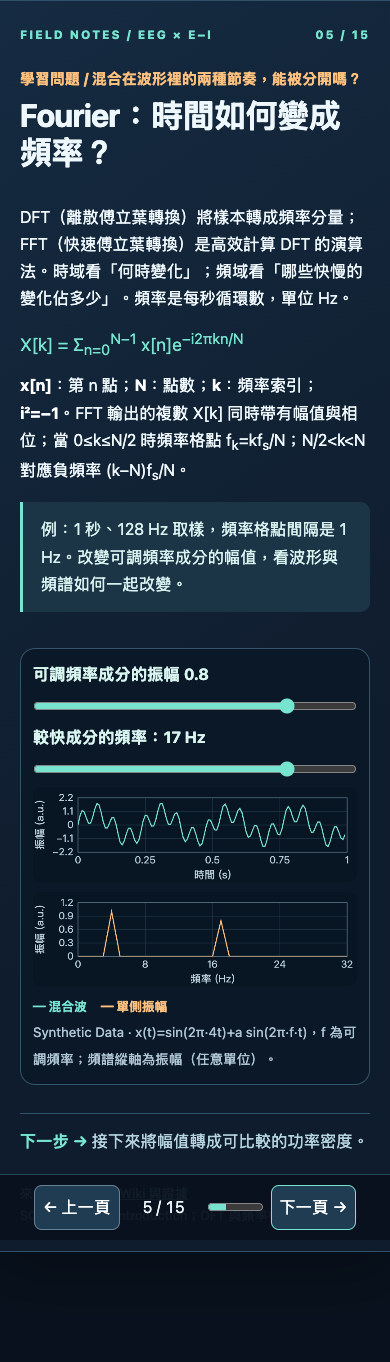 FIELD NOTES / EEG × E–I
05 / 15
學習問題 / 混合在波形裡的兩種節奏，能被分開嗎？
Fourier：時間如何變成
頻率？
DFT（離散傅立葉轉換）將樣本轉成頻率分量；
FFT（快速傅立葉轉換）是高效計算 DFT 的演算
法。時域看「何時變化」；頻域看「哪些快慢的
變化佔多少」。頻率是每秒循環數，單位 Hz。
X[k] = Σn=0N−1 x[n]e−i2πkn/N
x[n]：第 n 點；N：點數；k：頻率索引；
i²=−1。FFT 輸出的複數 X[k] 同時帶有幅值與相
位；當 0≤k≤N/2 時頻率格點 fk=kfs/N；N/2<k<N
對應負頻率 (k−N)fs/N。
例：1 秒、128 Hz 取樣，頻率格點間隔是 1
Hz。改變可調頻率成分的幅值，看波形與
頻譜如何一起改變。
可調頻率成分的振幅 0.8
較快成分的頻率：17 Hz
振幅 (a.u.)
2.2
1.1
0
−1.1
−2.2
0 0.25 0.5 0.75 1
時間 (s)
振幅 (a.u.)
1.2
0.9
0.6
0.3
0
0 8 16 24 32
頻率 (Hz)
混合波 單側振幅
Synthetic Data · x(t)=sin(2π·4t)+a sin(2π·f·t)，f 為可
調頻率；頻譜縱軸為振幅（任意單位）。
下一步 → 接下來將幅值轉成可比較的功率密度。
← 上一頁
5 / 15
下一頁 →